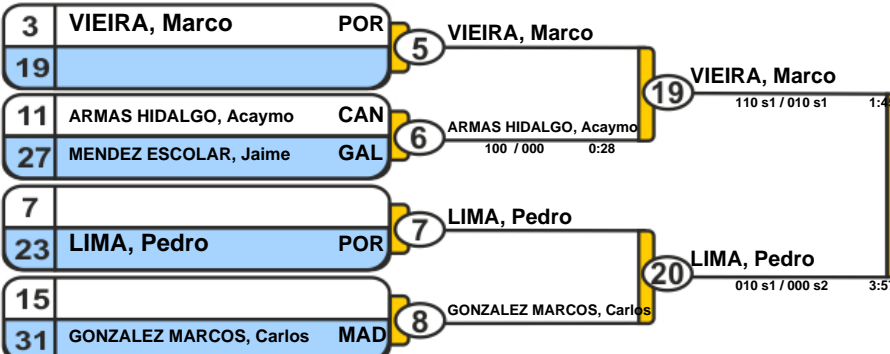 3 VIEIRA, Marco POR
19
5
VIEIRA, Marco
11 ARMAS HIDALGO, Acaymo CAN
27 MENDEZ ESCOLAR, Jaime GAL
6
ARMAS HIDALGO, Acaymo
100 / 000 0:28
19
VIEIRA, Marco
110 s1 / 010 s1
7
23 LIMA, Pedro POR
7
LIMA, Pedro
15
31 GONZALEZ MARCOS, Carlos MAD
8
GONZALEZ MARCOS, Carlos
20
LIMA, Pedro
010 s1 / 000 s2